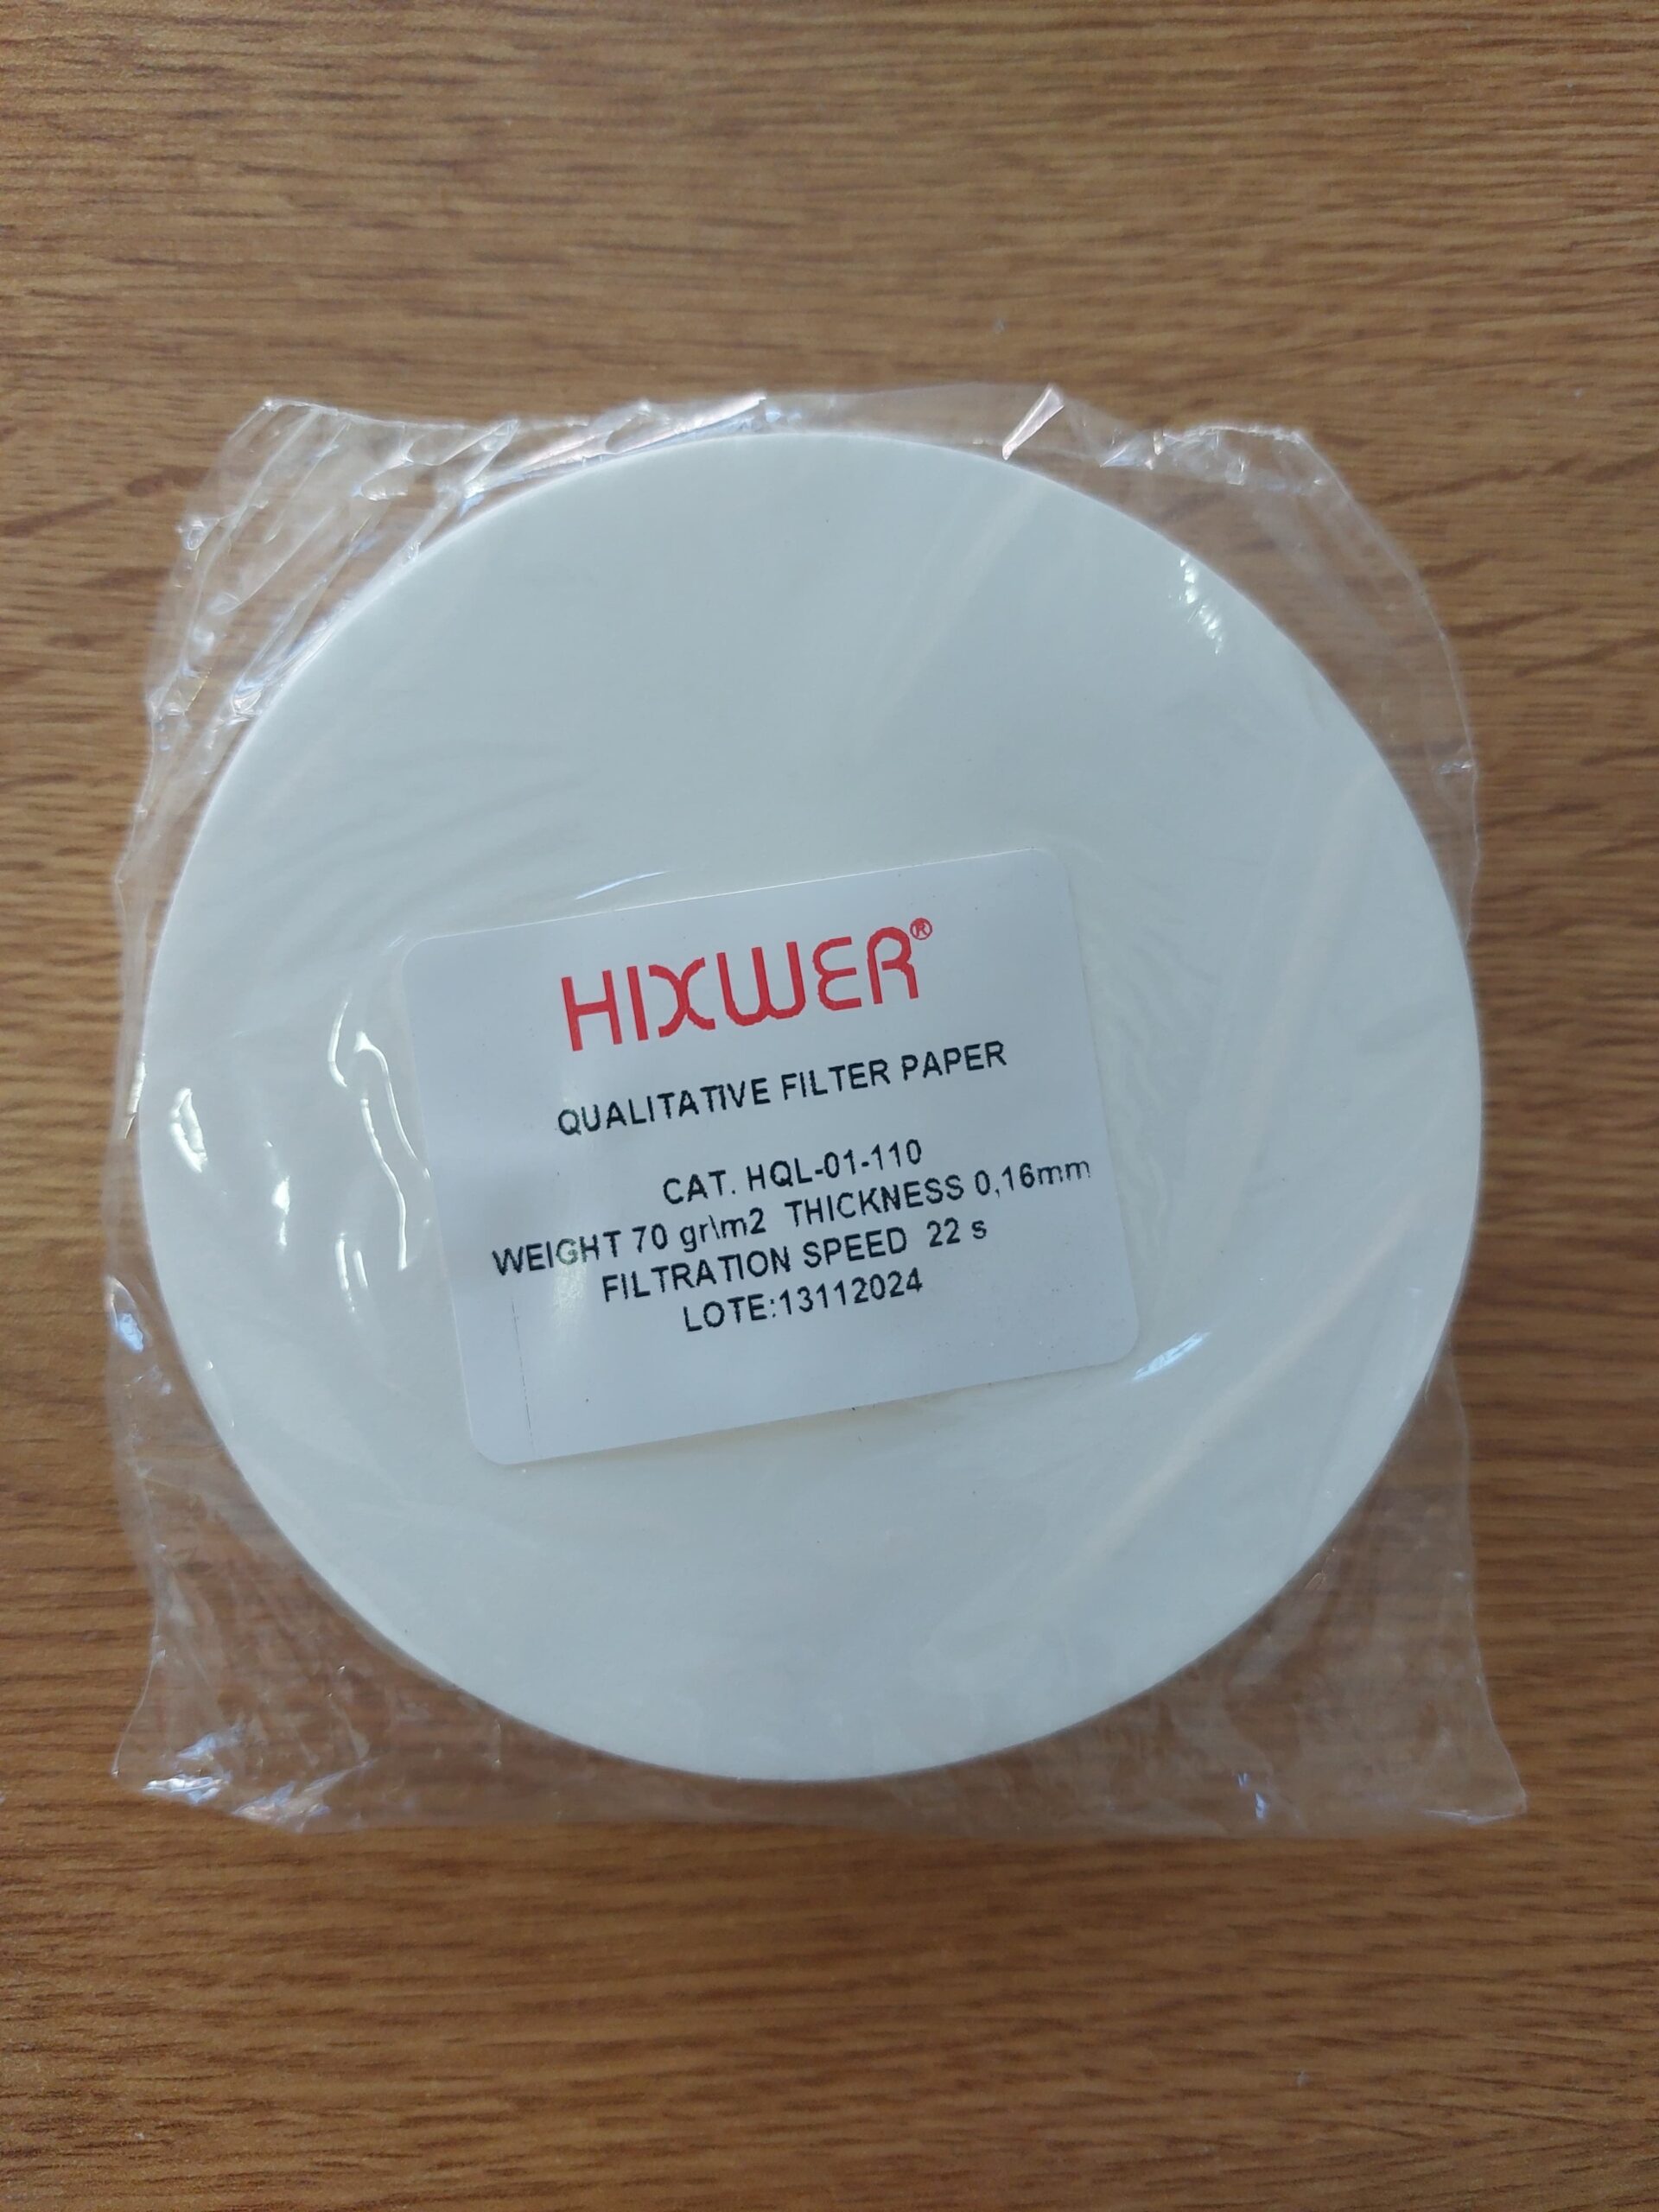 HIXWER®
QUALITATIVE FILTER PAPER
CAT. HQL-01-110
WEIGHT 70 gr\m2 THICKNESS 0,16mm
FILTRATION SPEED 22 s
LOTE:13112024